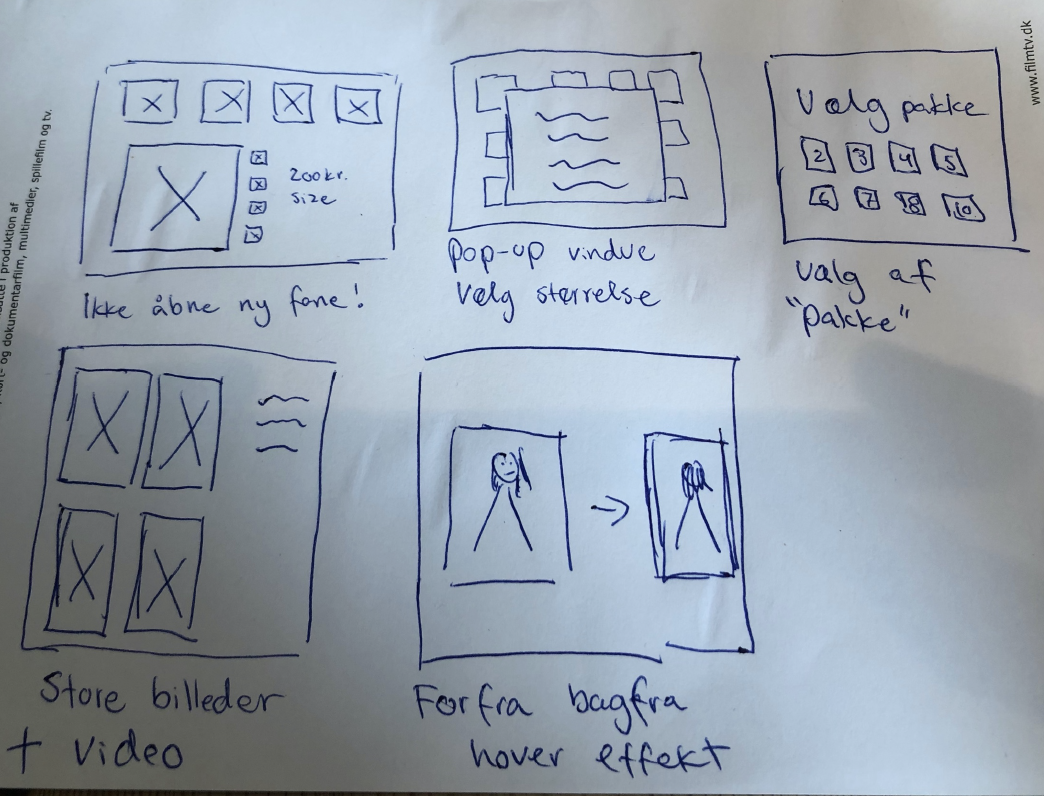 www.filmtv.dk
i produktion af
og dokumentarfilm, multimedier, spillefilm og tv.
200kr.
size
Ikke åbne ny fane!
Pop-up vindue
Vælg størrelse
Vælg pakke
2 3 4 5
6 7 8 10
valg af
"pakke"
Store billeder
+ video
Forfra bagfra
hover effekt